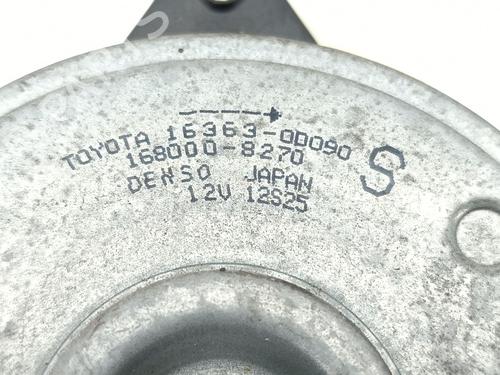 TOYOTA 16363-0D090
168000-8270
DENSO JAPAN
12V 12S25
S